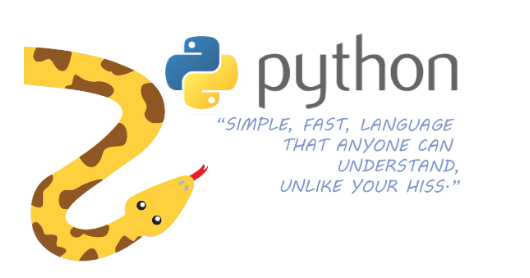 python
“SIMPLE, FAST, LANGUAGE
THAT ANYONE CAN
UNDERSTAND,
UNLIKE YOUR HISS.”